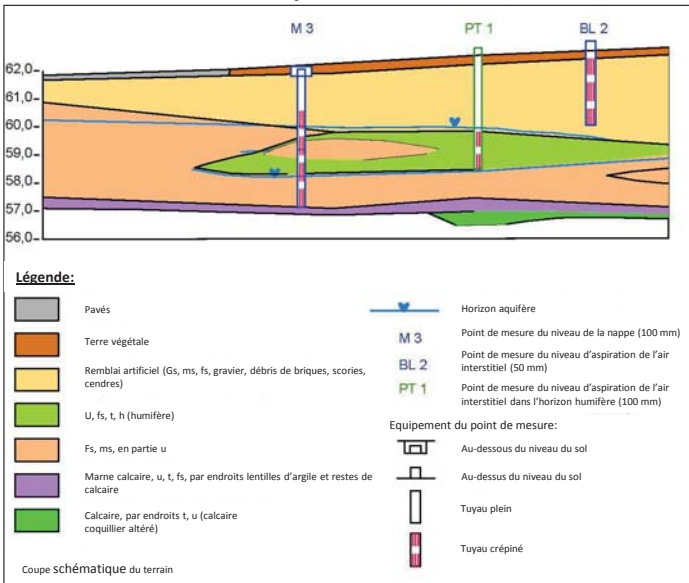 M 3
PT 1
BL 2
62,0-
61,0-
60,0-
59,0-
58,0-
57,0-
56,0-
Légende:
Pavés
Terre végétale
Remblai artificiel (Gs, ms, fs, gravier, débris de briques, scories,
cendres)
U, fs, t, h (humifère)
Fs, ms, en partie u
Marne calcaire, u, t, fs, par endroits lentilles d'argile et restes de
calcaire
Calcaire, par endroits t, u (calcaire
coquillier altéré)
Coupe schématique du terrain
Horizon aquifère
M 3 Point de mesure du niveau de la nappe (100 mm)
BL 2 Point de mesure du niveau d'aspiration de l'air
interstitiel (50 mm)
PT 1 Point de mesure du niveau d'aspiration de l'air
interstitiel dans l'horizon humifère (100 mm)
Equipement du point de mesure:
Au-dessous du niveau du sol
Au-dessus du niveau du sol
Tuyau plein
Tuyau crépiné